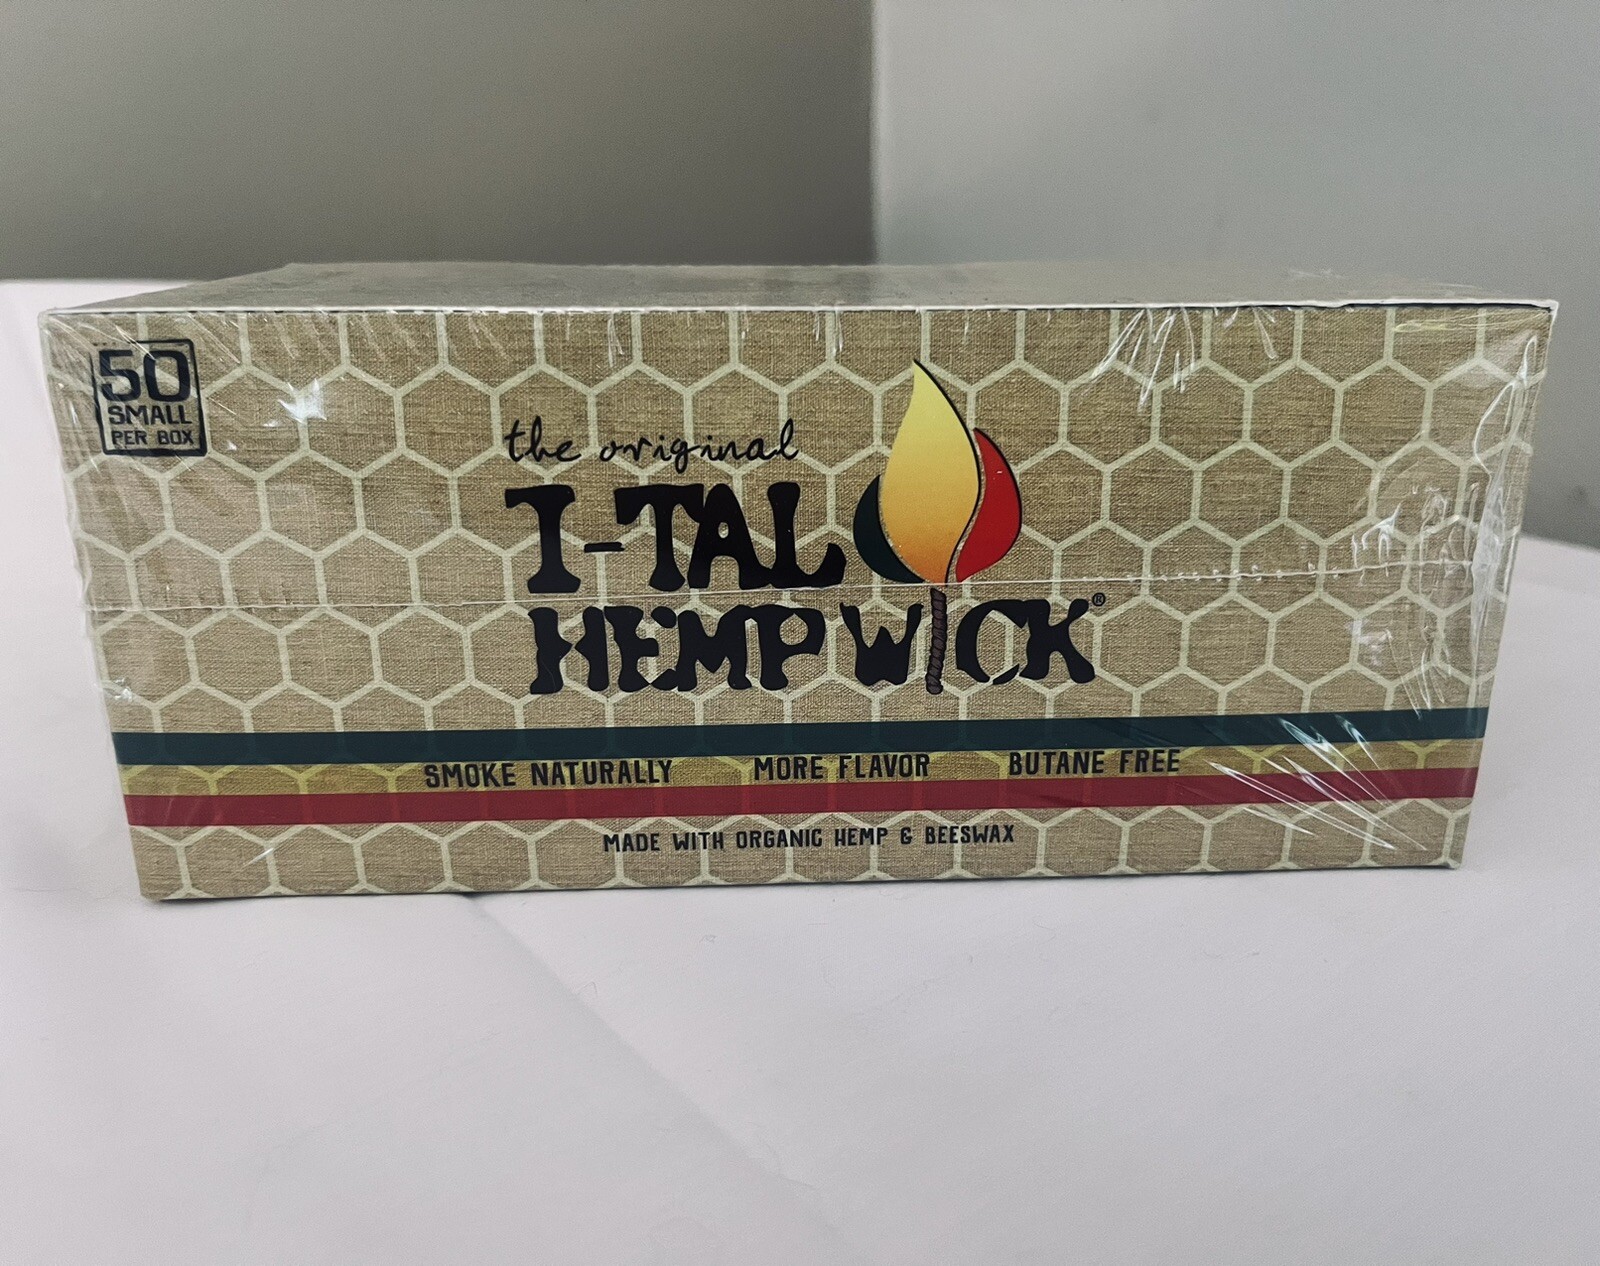 50
SMALL
PER BOX
the original
I-TAL
HEMPWICK®
SMOKE NATURALLY MORE FLAVOR BUTANE FREE
MADE WITH ORGANIC HEMP & BEESWAX